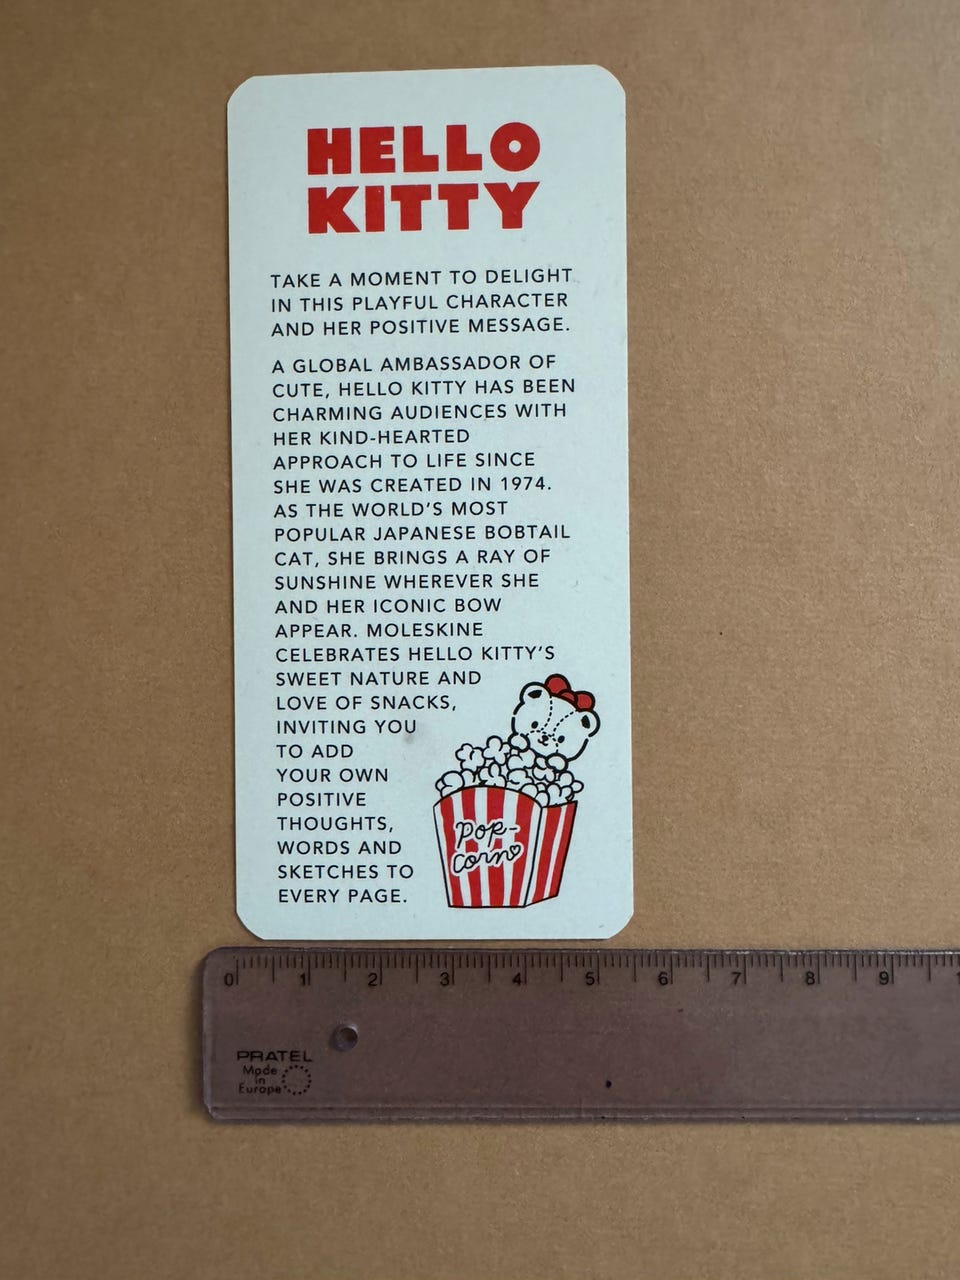 HELLO
KITTY
TAKE A MOMENT TO DELIGHT
IN THIS PLAYFUL CHARACTER
AND HER POSITIVE MESSAGE.
A GLOBAL AMBASSADOR OF
CUTE, HELLO KITTY HAS BEEN
CHARMING AUDIENCES WITH
HER KIND-HEARTED
APPROACH TO LIFE SINCE
SHE WAS CREATED IN 1974.
AS THE WORLD'S MOST
POPULAR JAPANESE BOBTAIL
CAT, SHE BRINGS A RAY OF
SUNSHINE WHEREVER SHE
AND HER ICONIC BOW
APPEAR. MOLESKINE
CELEBRATES HELLO KITTY'S
SWEET NATURE AND
LOVE OF SNACKS,
INVITING YOU
TO ADD
YOUR OWN
POSITIVE
THOUGHTS,
WORDS AND
SKETCHES TO
EVERY PAGE.
Pop-
corn
0 1 2 3 4 5 6 7 8 9
PRATEL
Made
in
Europe